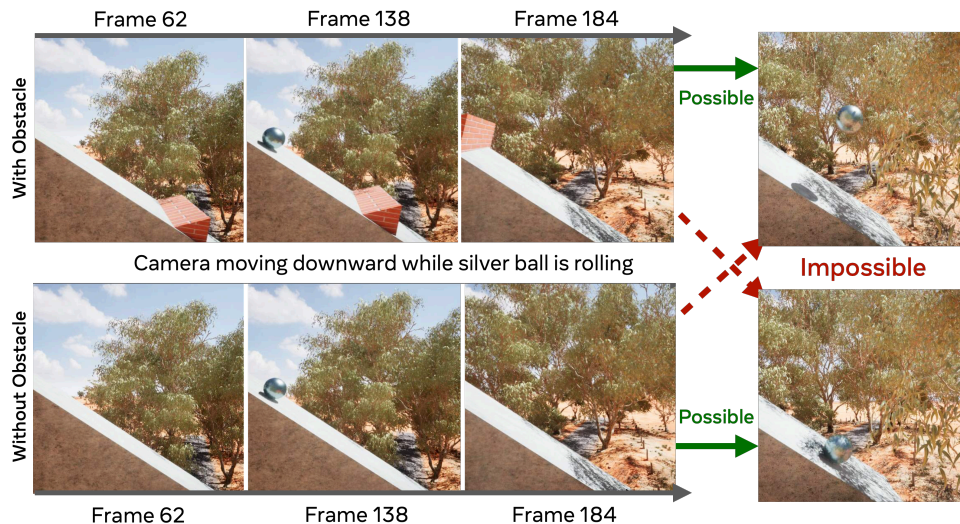 Frame 62
Frame 138
Frame 184
With Obstacle
Possible
Camera moving downward while silver ball is rolling
Impossible
Without Obstacle
Possible
Frame 62
Frame 138
Frame 184